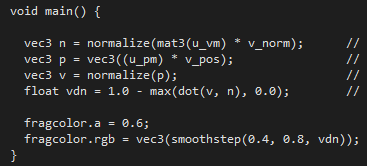 void main() {
vec3 n = normalize(mat3(u_vm) * v_norm); //
vec3 p = vec3((u_pm) * v_pos); //
vec3 v = normalize(p); //
float vdn = 1.0 - max(dot(v, n), 0.0); //
fragcolor.a = 0.6;
fragcolor.rgb = vec3(smoothstep(0.4, 0.8, vdn));
}